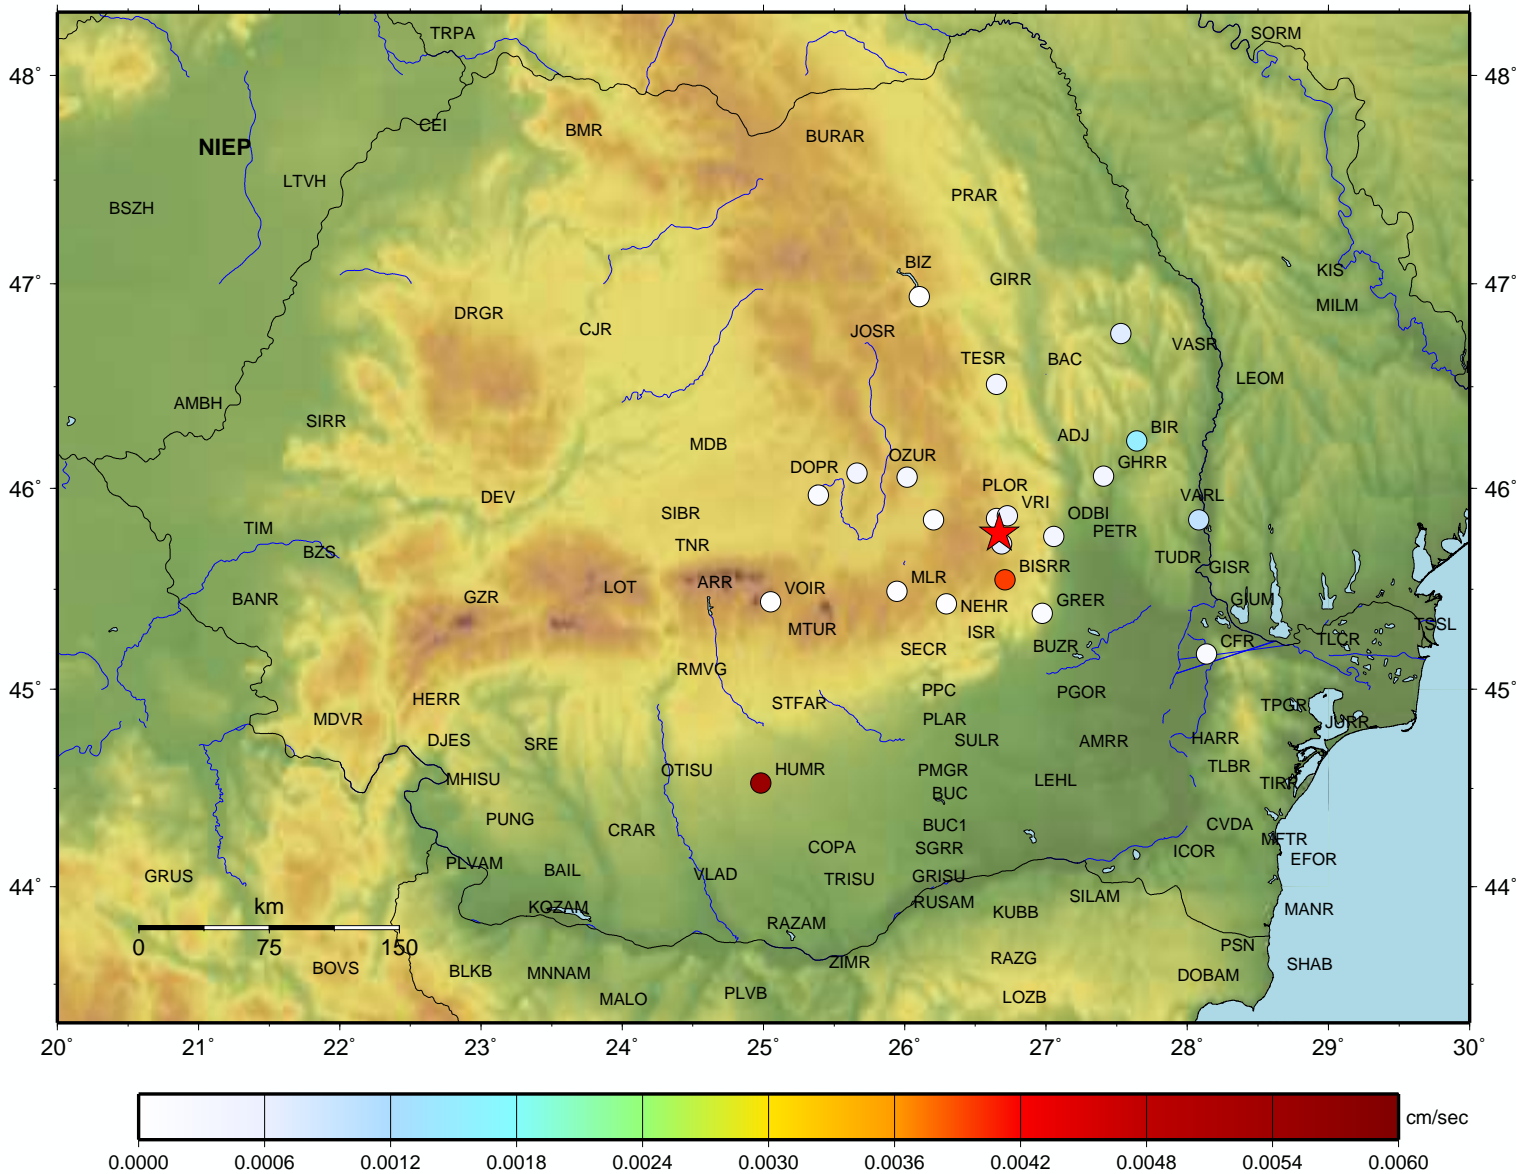 TRPA
SORM
48°
48°
CEI
BMR
BURAR
NIEP
LTVH
PRAR
BSZH
BIZ
KIS
GIRR
47°
47°
MILM
DRGR
CJR
JOSR
VASR
TESR
BAC
LEOM
AMBH
SIRR
BIR
ADJ
MDB
OZUR
GHRR
DOPR
46°
46°
PLOR
DEV
VARL
VRI
SIBR
ODBI
TIM
PETR
TNR
BZS
TUDR
BISRR
GISR
MLR
ARR
LOT
VOIR
GZR
BANR
GRER
GIUM
NEHR
TSSL
MTUR
ISR
TLCR
CFR
SECR
BUZR
RMVG
45°
45°
PPC
PGOR
HERR
STFAR
TPGR
MDVR
PLAR
JURR
DJES
SRE
SULR
AMRR
HARR
OTISU
HUMR
PMGR
TLBR
MHISU
LEHL
TIRR
BUC
PUNG
CRAR
BUC1
CVDA
MFTR
COPA
SGRR
ICOR
EFOR
PLVAM
BAIL
VLAD
TRISU
GRISU
GRUS
44°
44°
SILAM
RUSAM
KOZAM
KUBB
MANR
km
RAZAM
0 75 150
PSN
BOVS
BLKB
MNNAM
ZIMR
RAZG
SHAB
DOBAM
PLVB
MALO
LOZB
20° 21° 22° 23° 24° 25° 26° 27° 28° 29° 30°
cm/sec
0.0000 0.0006 0.0012 0.0018 0.0024 0.0030 0.0036 0.0042 0.0048 0.0054 0.0060